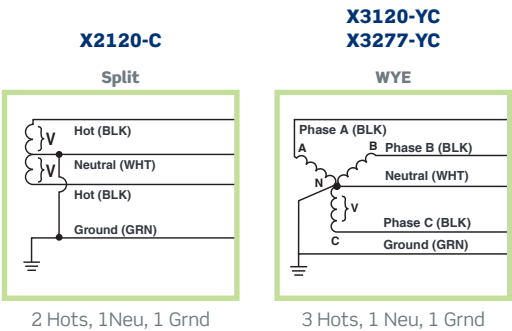 X2120-C
Split
V
Hot (BLK)
V
Neutral (WHT)
Hot (BLK)
Ground (GRN)
2 Hots, 1Neu, 1 Grnd
X3120-YC
X3277-YC
WYE
Phase A (BLK)
A
B
Phase B (BLK)
N
Neutral (WHT)
V
Phase C (BLK)
C
Ground (GRN)
3 Hots, 1 Neu, 1 Grnd